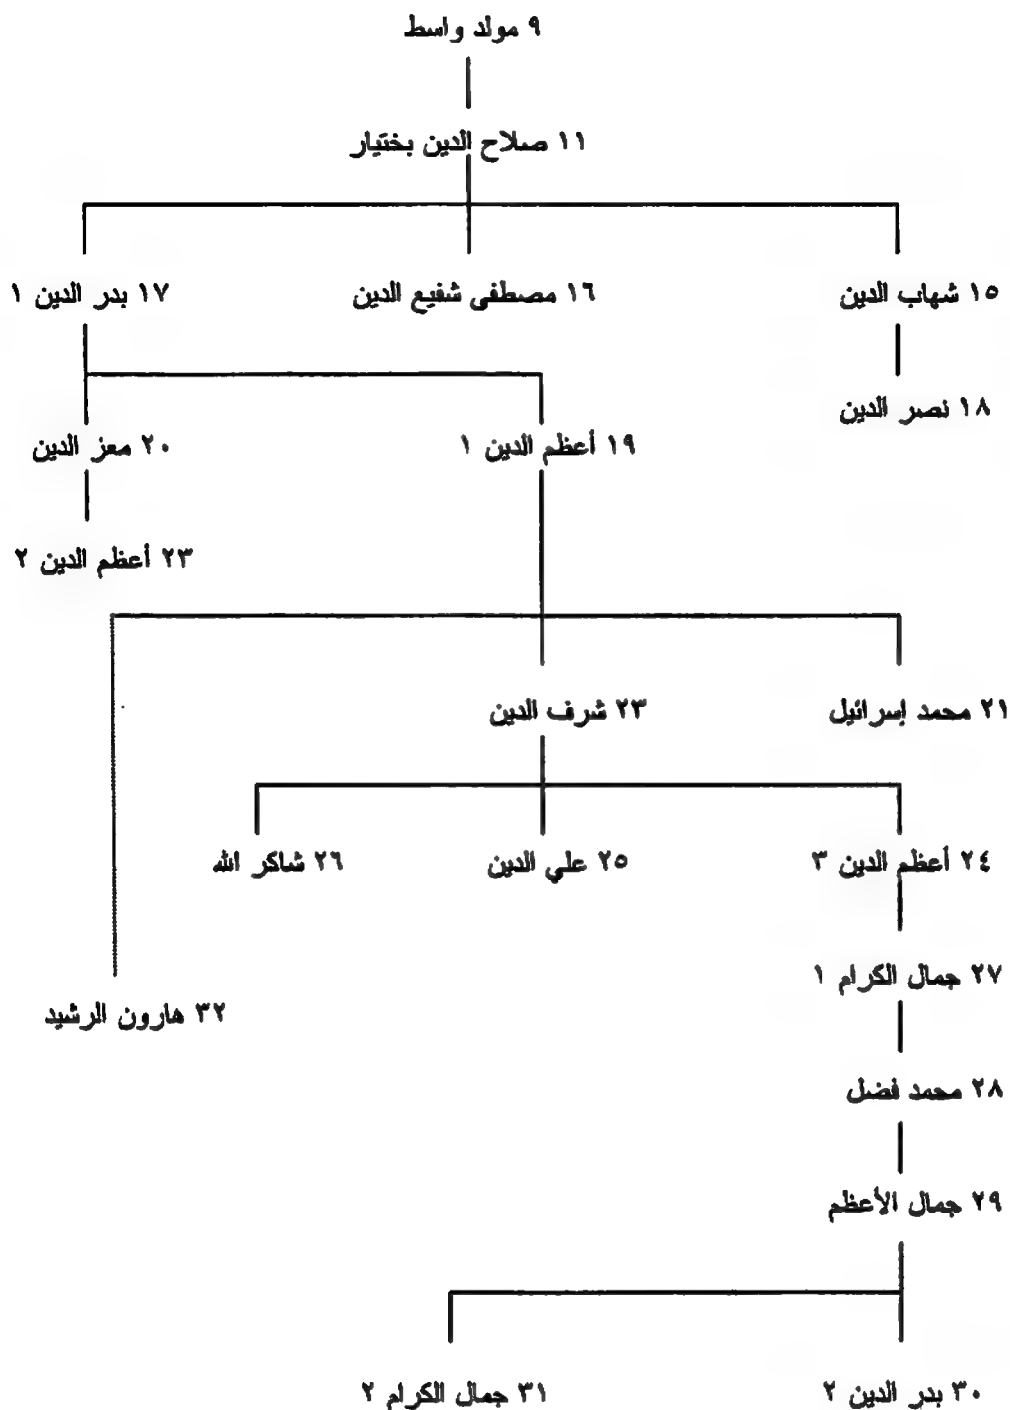 ٩ مولد واسط
١١ صلاح الدين بختيار
١٥ شهاب الدين
١٦ مصطفى شفيع الدين
١٧ بدر الدين ١
١٨ نصر الدين
١٩ أعظم الدين ١
٢٠ معز الدين
٢٣ أعظم الدين ٢
٢١ محمد إسرائيل
٢٣ شرف الدين
٢٤ أعظم الدين ٣
٢٥ علي الدين
٢٦ شاكر الله
٢٧ جمال الكرام ١
٣٢ هارون الرشيد
٢٨ محمد فضل
٢٩ جمال الأعظم
٣٠ بدر الدين ٢
٣١ جمال الكرام ٢